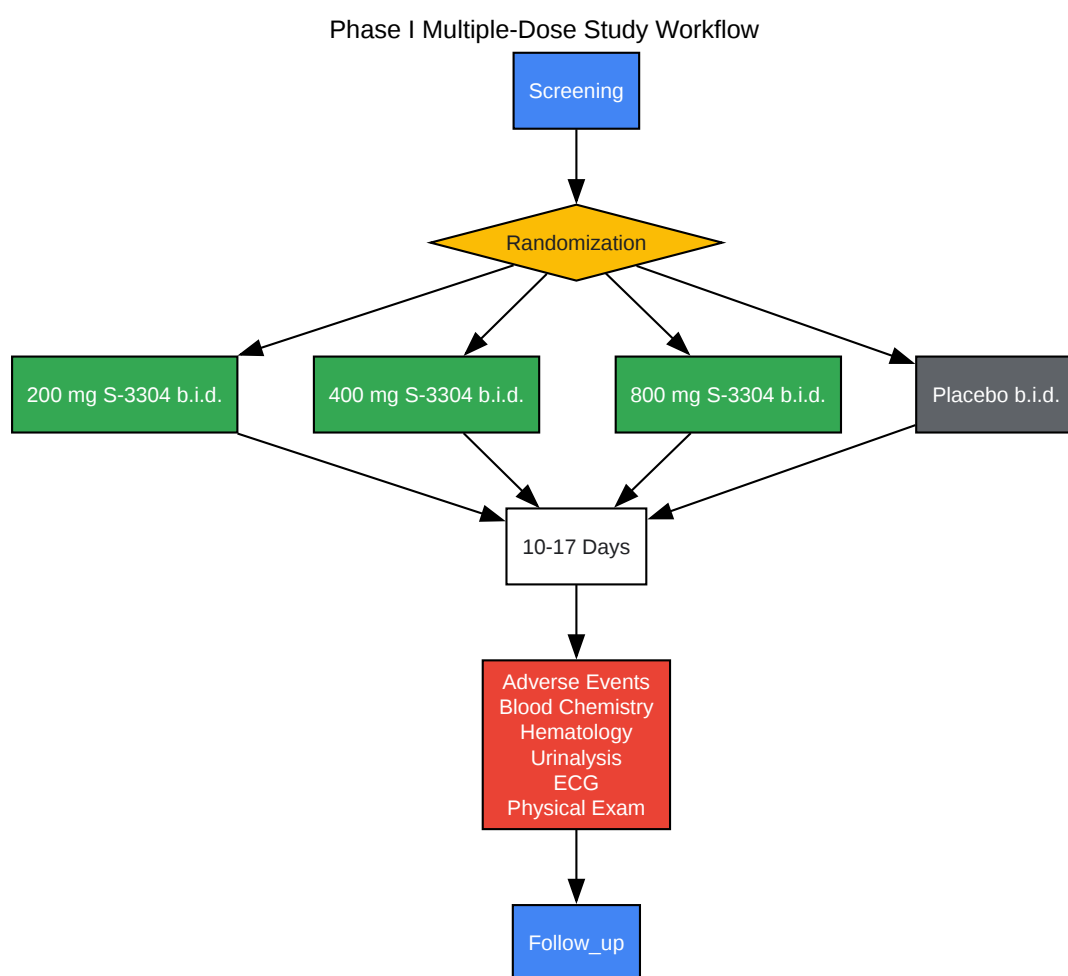 Phase I Multiple-Dose Study Workflow
Screening
Randomization
200 mg S-3304 b.i.d.
400 mg S-3304 b.i.d.
800 mg S-3304 b.i.d.
Placebo b.i.d.
10-17 Days
Adverse Events
Blood Chemistry
Hematology
Urinalysis
ECG
Physical Exam
Follow_up